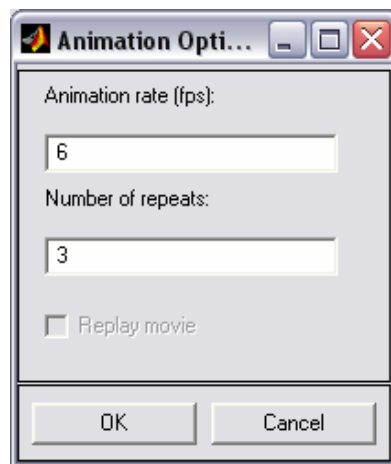 Animation Opti...
Animation rate (fps):
6
Number of repeats:
3
Replay movie
OK
Cancel